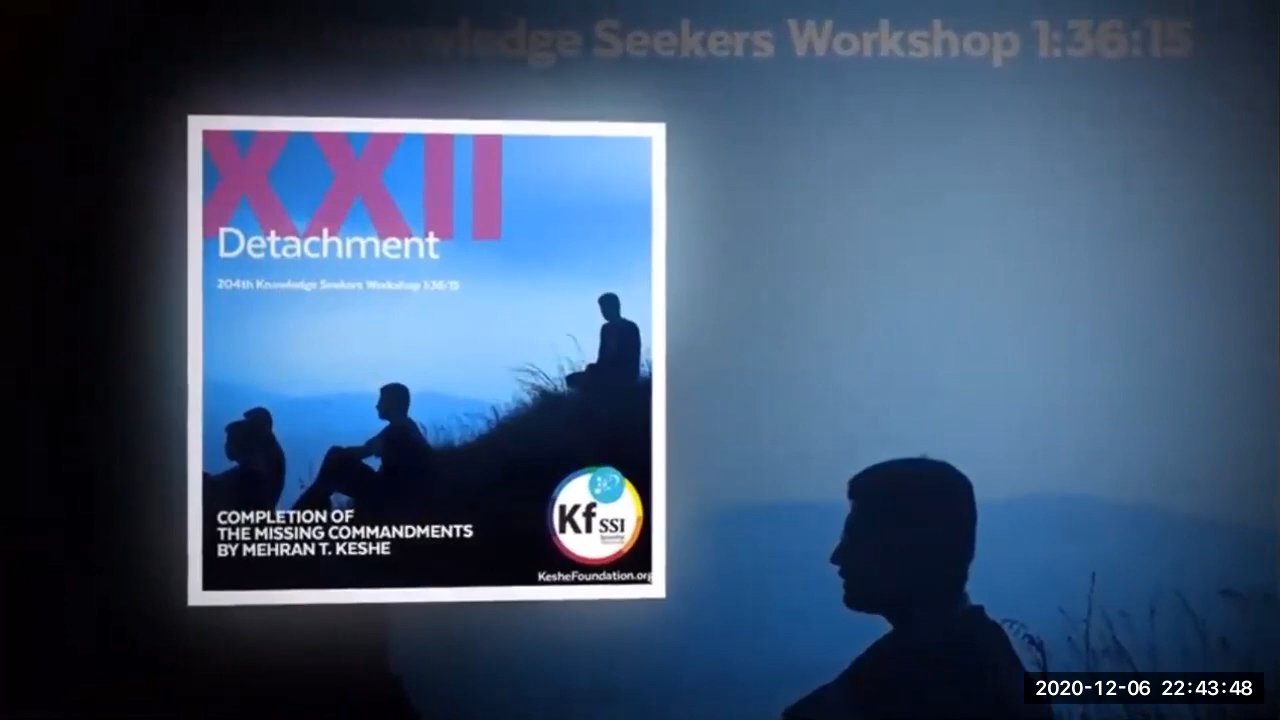 Knowledge Seekers Workshop 1:36:15
XXII
Detachment
204th Knowledge Seekers Workshop 1:36:15
COMPLETION OF
THE MISSING COMMANDMENTS
BY MEHRAN T. KESHE
Kf SSI
KesheFoundation.org
2020-12-06 22:43:48